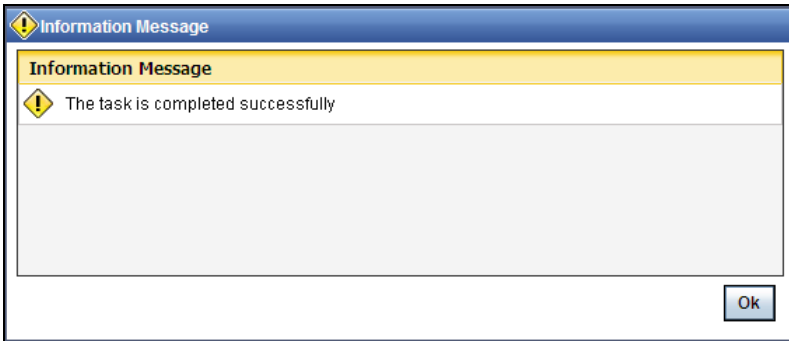 Information Message
Information Message
The task is completed successfully
Ok